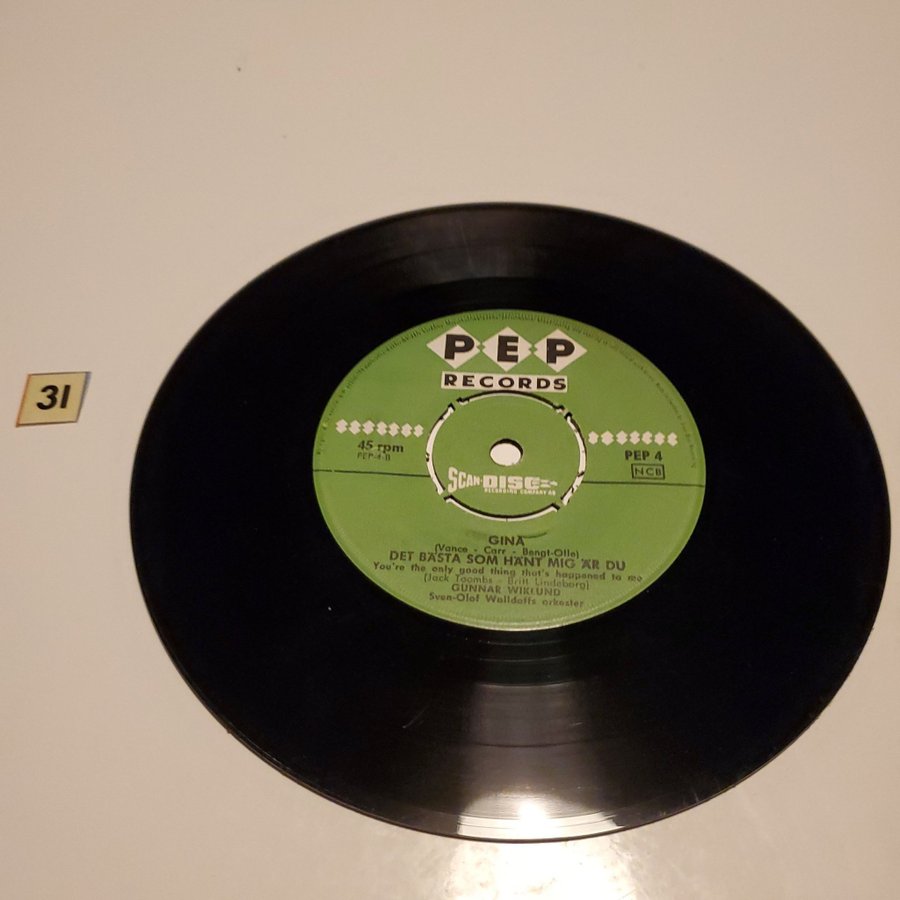 31
P·E·P
RECORDS
45 rpm
PEP-4-B
PEP 4
NCB
SCAN-DISC
RECORDING COMPANY AB
GINA
(Vance - Carr - Bengt-Olle)
DET BÄSTA SOM HÄNT MIG ÄR DU
You're the only good thing that's happened to me
(Jack Toombs - Britt Lindeborg)
GUNNAR WIKLUND
Sven-Olof Walldoffs orkester